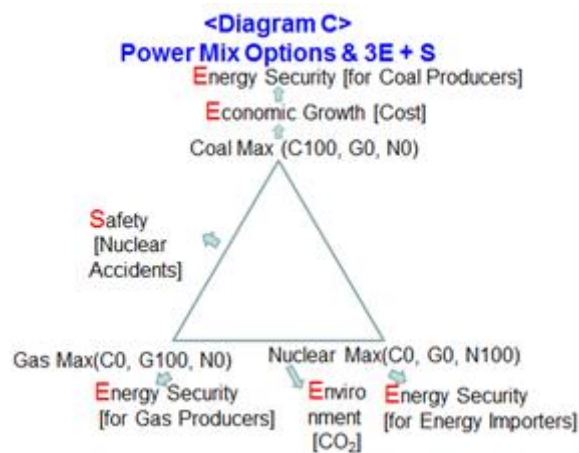 <Diagram C>
Power Mix Options & 3E + S
Energy Security [for Coal Producers]
Economic Growth [Cost]
Coal Max (C100, G0, N0)
Safety
[Nuclear
Accidents]
Gas Max(C0, G100, N0)
Nuclear Max(C0, G0, N100)
Energy Security
[for Gas Producers]
Enviro
nment
[CO₂]
Energy Security
[for Energy Importers]